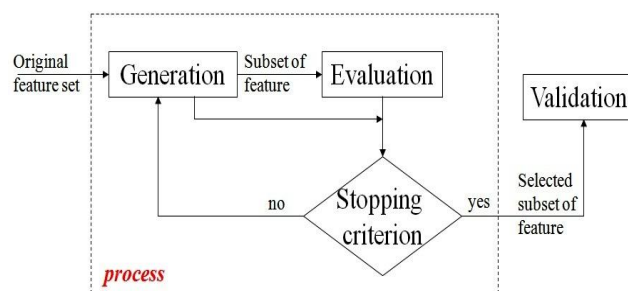 Original
feature set
Generation
Subset of
feature
Evaluation
Validation
no
Stopping
criterion
yes
Selected
subset of
feature
process